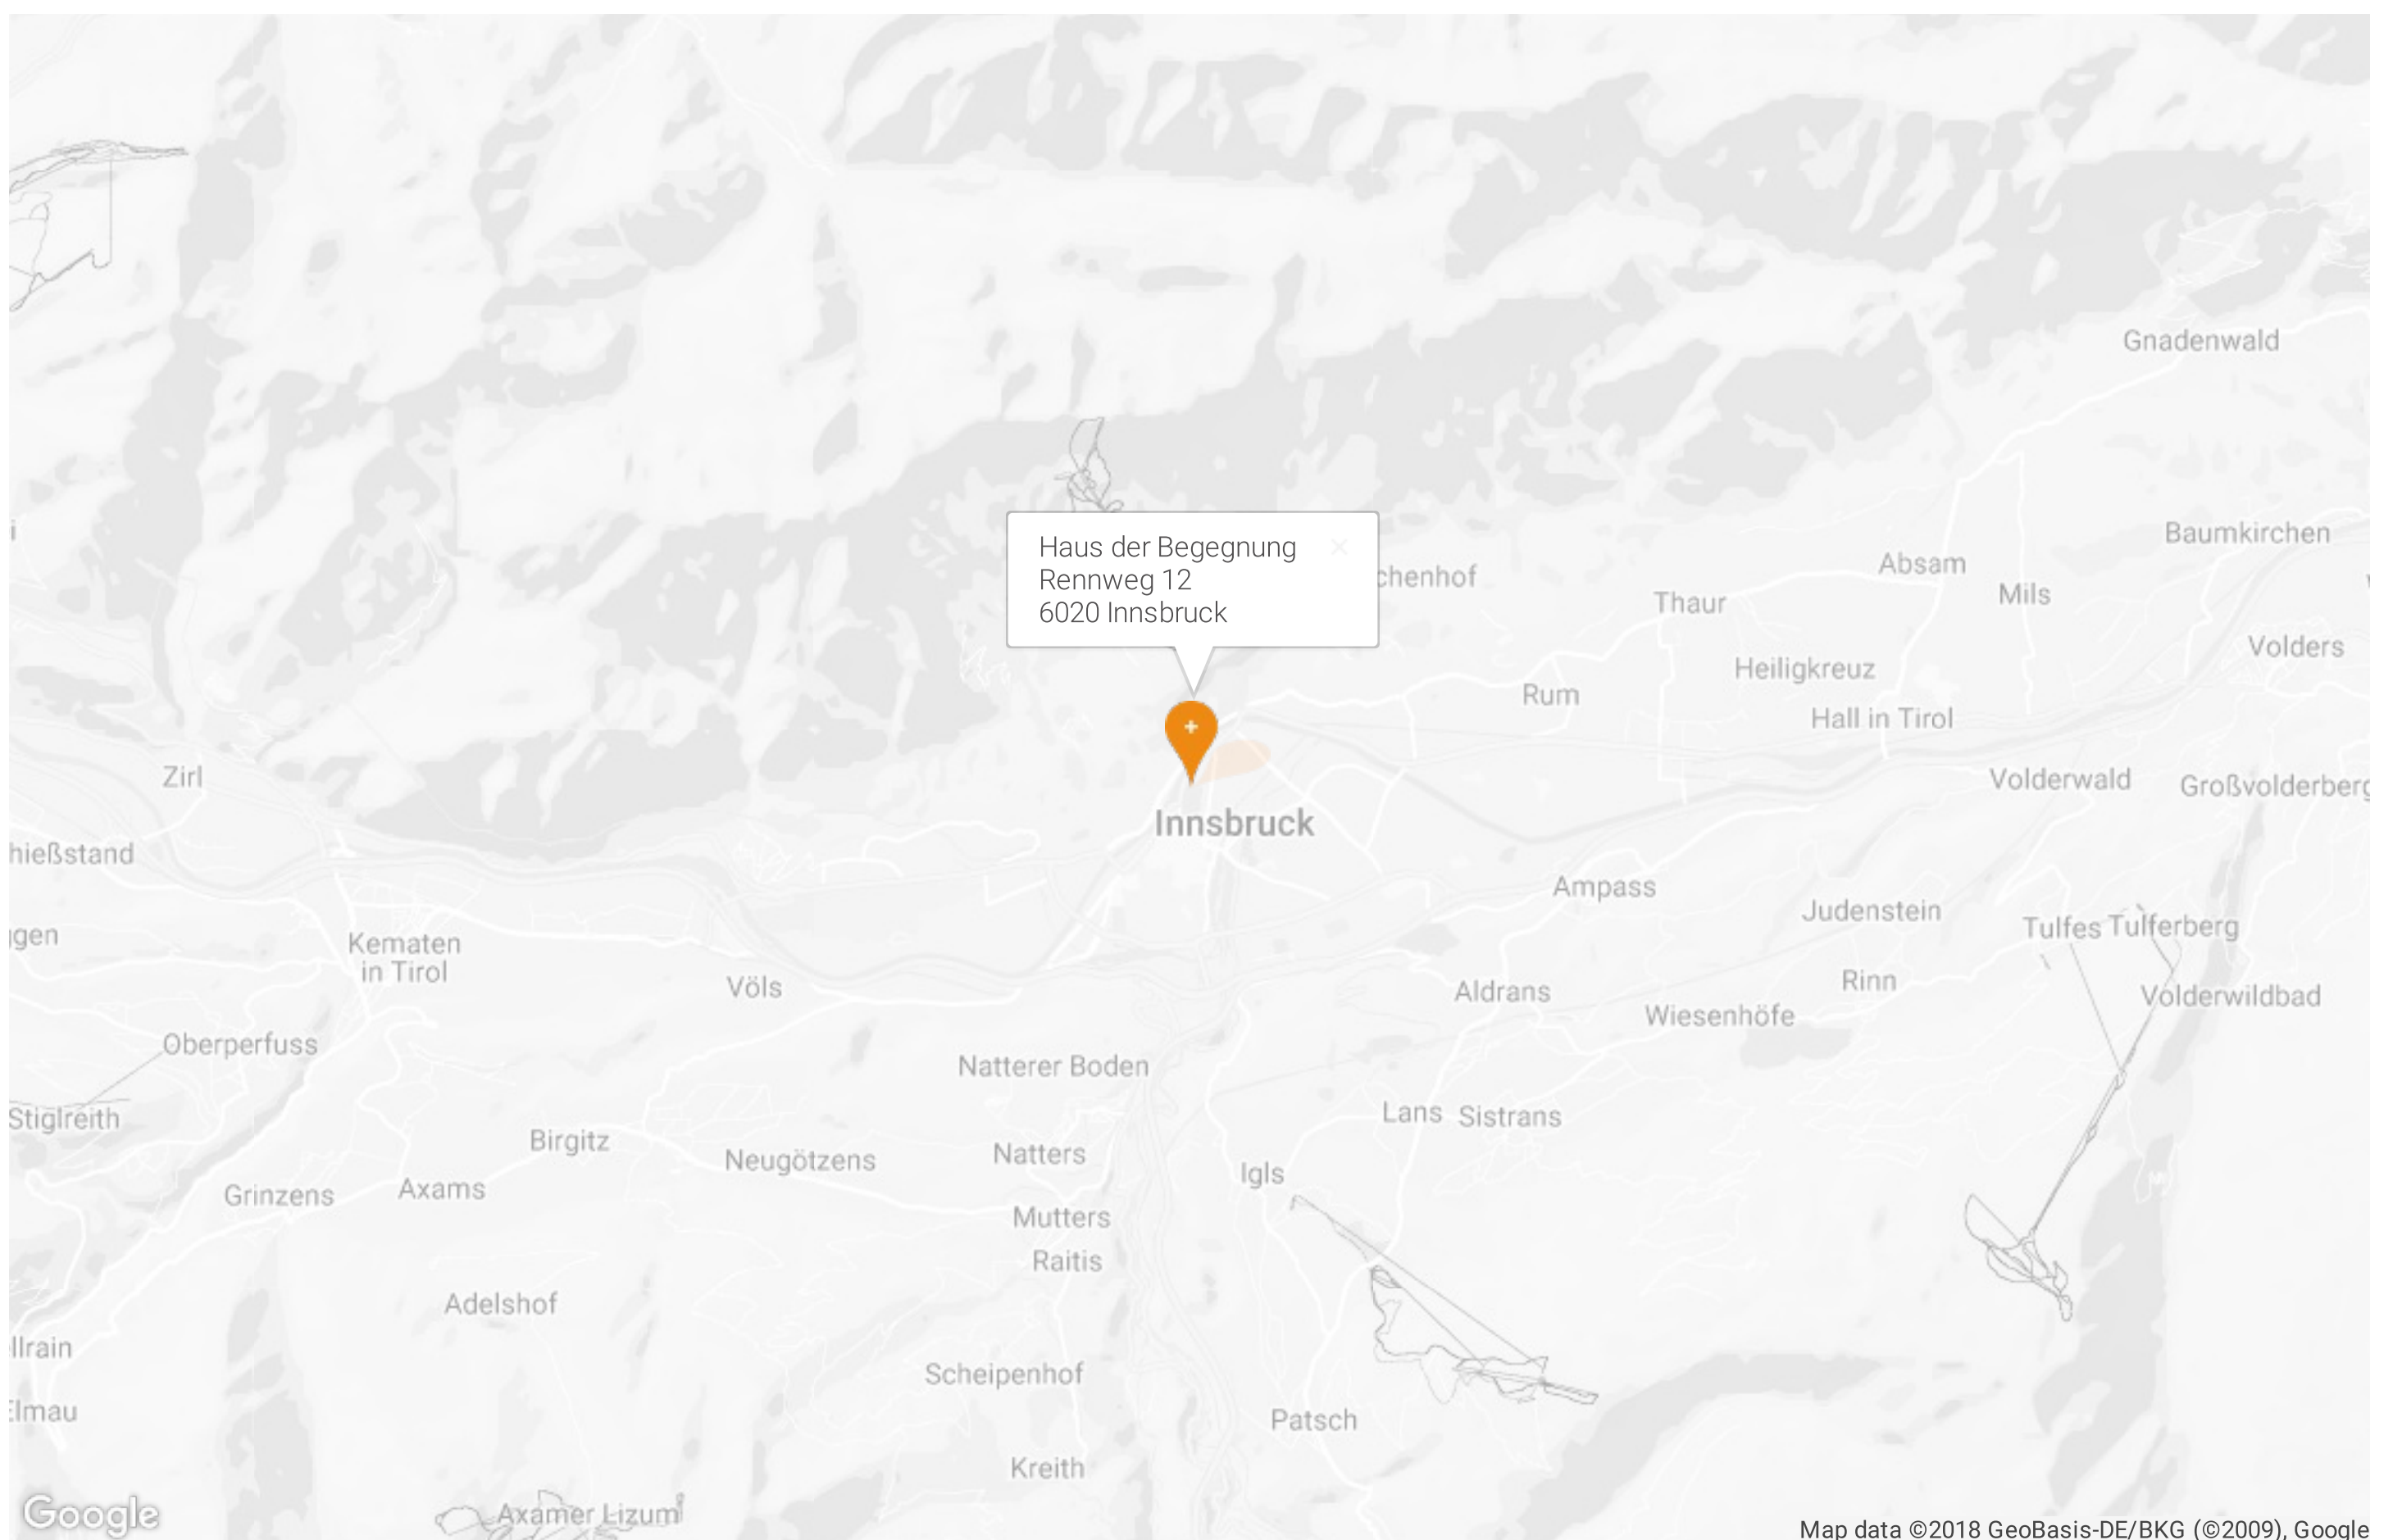 Gnadenwald
i
Baumkirchen
Haus der Begegnung
Rennweg 12
6020 Innsbruck
chenhof
Absam
Mils
Thaur
Volders
Heiligkreuz
Rum
Hall in Tirol
Zirl
Volderwald
Großvolderberg
Innsbruck
hießstand
Ampass
Judenstein
Tulfes
Tulferberg
gen
Kematen
in Tirol
Völs
Aldrans
Rinn
Volderwildbad
Wiesenhöfe
Oberperfuss
Natterer Boden
Stiglreith
Lans
Sistrans
Birgitz
Neugötzens
Natters
Igls
Grinzens
Axams
Mutters
Raitis
Adelshof
llrain
Scheipenhof
Elmau
Patsch
Kreith
Google
Axamer Lizum
Map data ©2018 GeoBasis-DE/BKG (©2009), Google